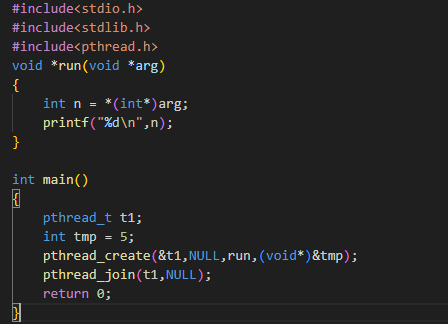 #include<stdio.h>
#include<stdlib.h>
#include<pthread.h>
void *run(void *arg)
{
    int n = *(int*)arg;
    printf("%d\n",n);
}

int main()
{
    pthread_t t1;
    int tmp = 5;
    pthread_create(&t1,NULL,run,(void*)&tmp);
    pthread_join(t1,NULL);
    return 0;
}